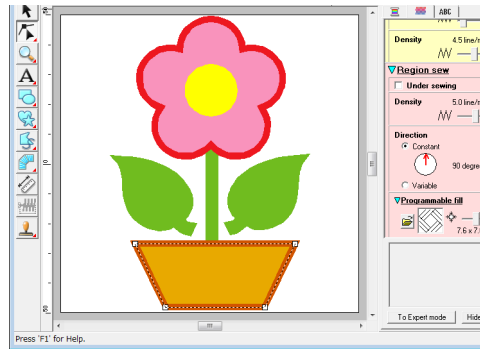 ABC
Density 4.5 line/m
Region sew
Under sewing
Density 5.0 line/m
Direction
Constant
90 degre
Variable
Programmable fill
7.6 x 7.
To Expert mode Hide
Press 'F1' for Help.
A